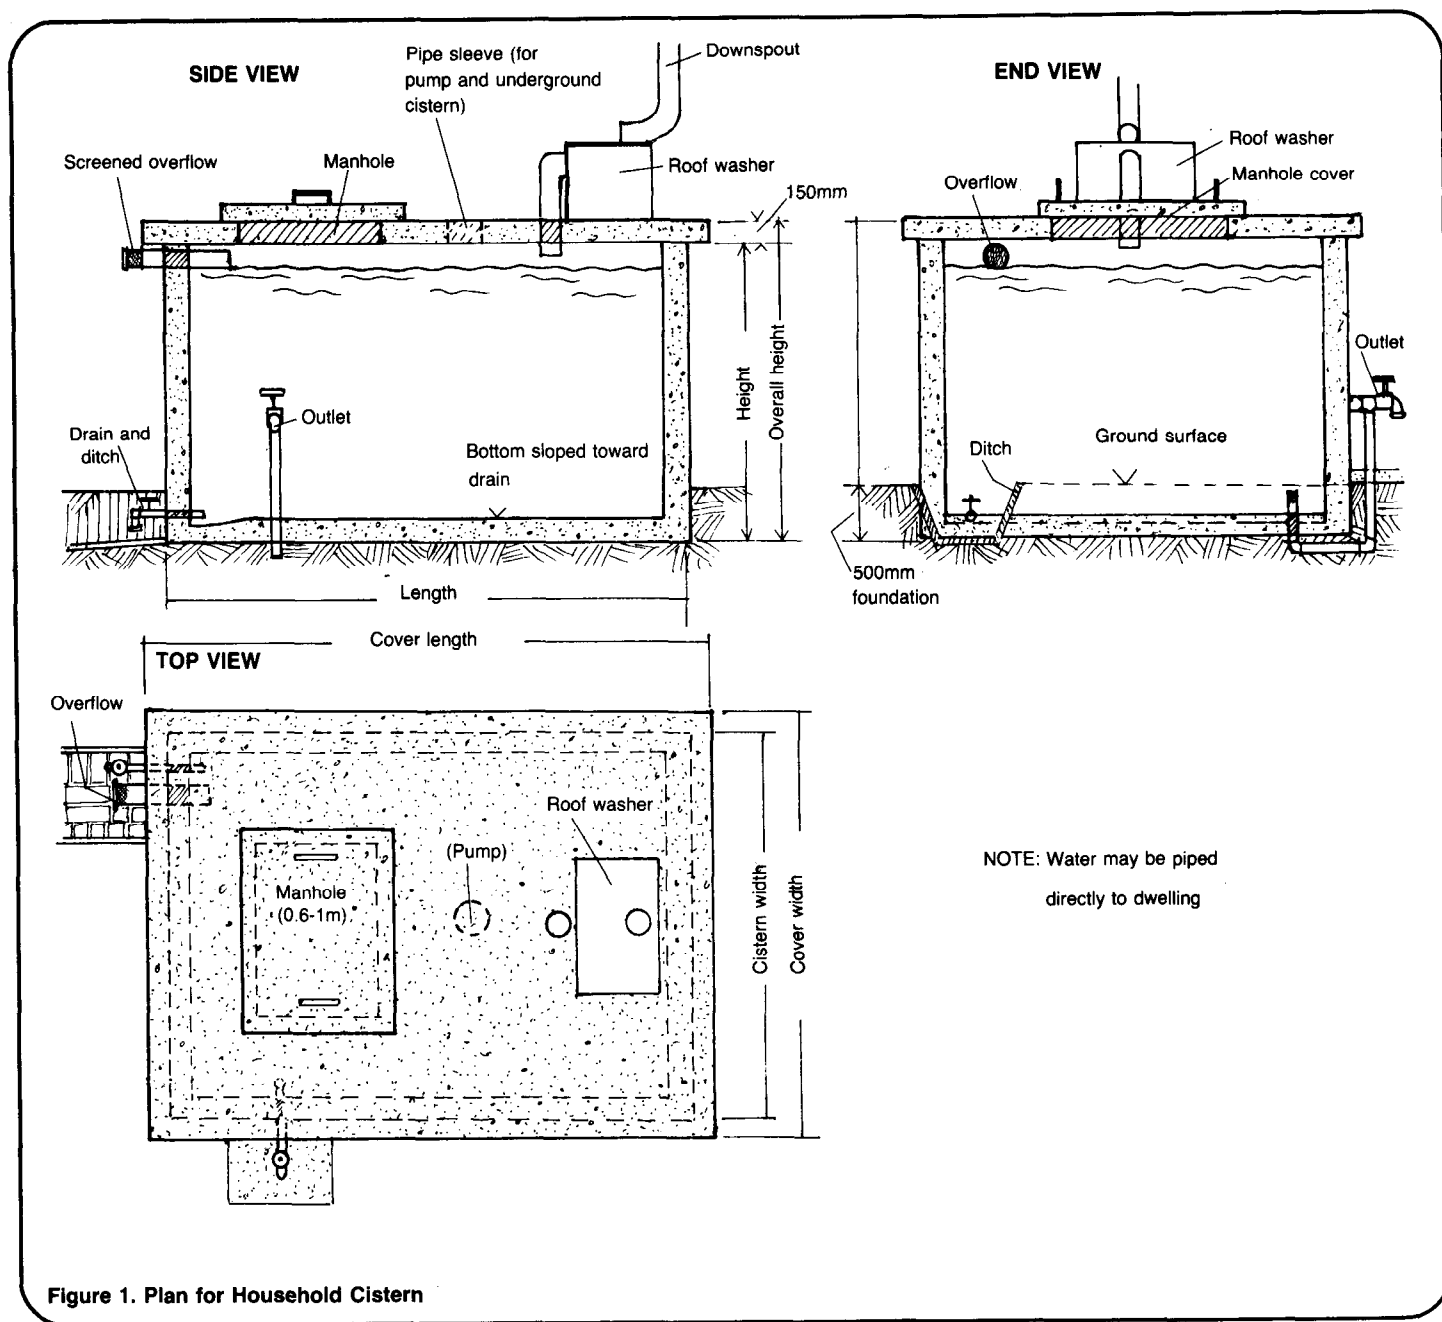 SIDE VIEW
Pipe sleeve (for
pump and underground
cistern)
Downspout
Screened overflow
Manhole
Roof washer
150mm
Height
Overall height
Drain and
ditch
Outlet
Bottom sloped toward
drain
Length
END VIEW
Roof washer
Manhole cover
Overflow
Outlet
Ground surface
Ditch
500mm
foundation
Cover length
TOP VIEW
Overflow
Roof washer
(Pump)
Manhole
(0.6-1m)
Cistern width
Cover width
NOTE: Water may be piped
directly to dwelling
Figure 1. Plan for Household Cistern